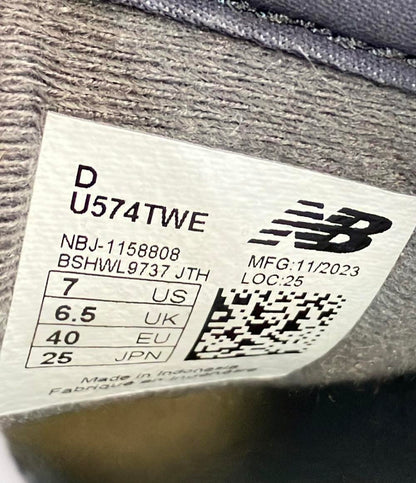 D
U574TWE
NB
NBJ-1158808
BSHWL9737 JTH
MFG:11/2023
LOC:25
7 US
6.5 UK
40 EU
25 JPN
Made in Indonesia
Fabriqué en Indonésie